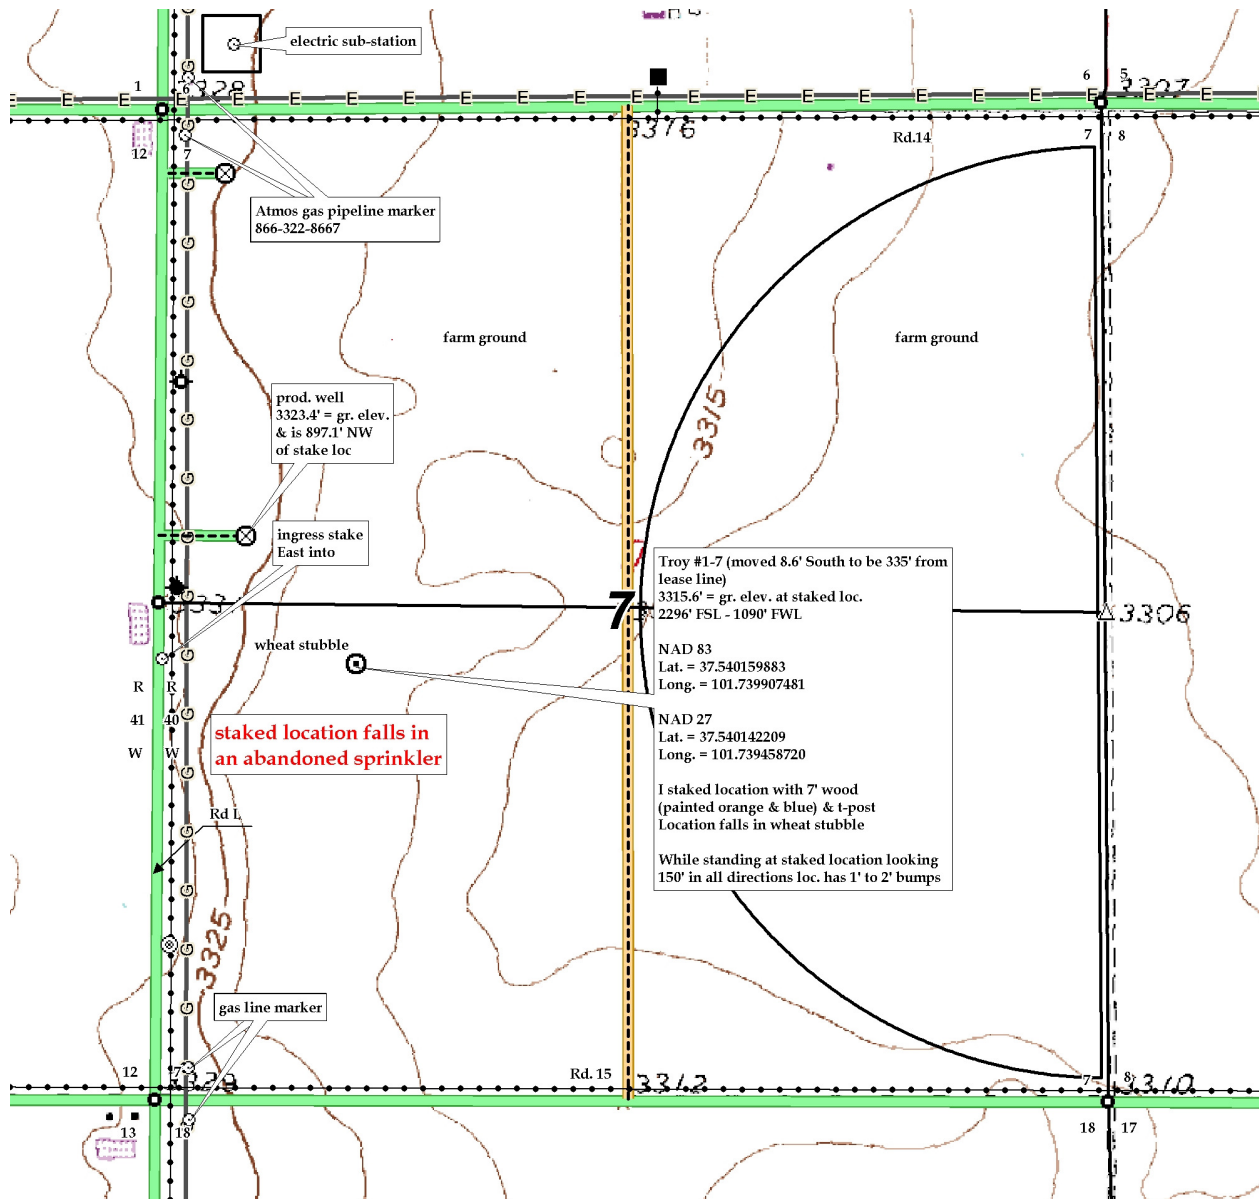 electric sub-station
1
6
6
5
3328
3307
E E E E E E E E E E E E E E E E E E E E E E
3316
Rd.14
12
7
7
8
Atmos gas pipeline marker
866-322-8667
farm ground
farm ground
prod. well
3323.4' = gr. elev.
& is 897.1' NW
of stake loc
3315
ingress stake
East into
Troy #1-7 (moved 8.6' South to be 335' from
lease line)
3315.6' = gr. elev. at staked loc.
2296' FSL - 1090' FWL
NAD 83
Lat. = 37.540159883
Long. = 101.739907481
NAD 27
Lat. = 37.540142209
Long. = 101.739458720
I staked location with 7' wood
(painted orange & blue) & t-post
Location falls in wheat stubble
While standing at staked location looking
150' in all directions loc. has 1' to 2' bumps
7
3306
wheat stubble
R R
41 40
W W
staked location falls in
an abandoned sprinkler
Rd L
3325
G G G G G G G G G G G G G G G G G G
gas line marker
12
7
Rd. 15
3312
7
8
3310
13
18
18
17